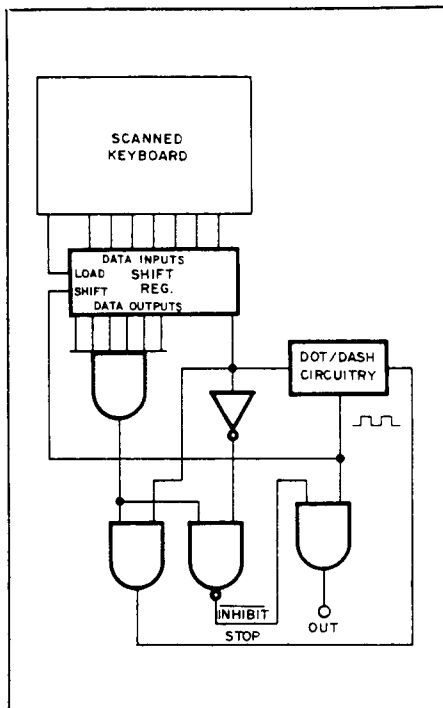 SCANNED
KEYBOARD
DATA INPUTS
LOAD SHIFT
SHIFT REG.
DATA OUTPUTS
DOT/DASH
CIRCUITRY
INHIBIT
STOP
OUT